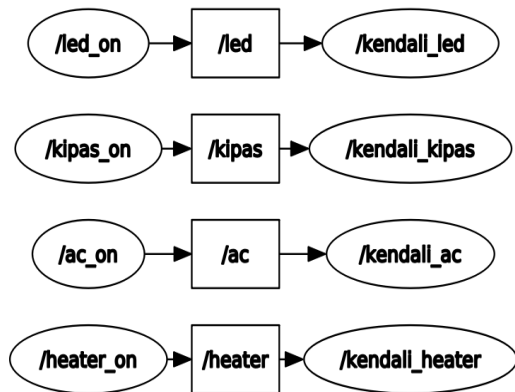 /led_on /led /kendali_led
/kipas_on /kipas /kendali_kipas
/ac_on /ac /kendali_ac
/heater_on /heater /kendali_heater